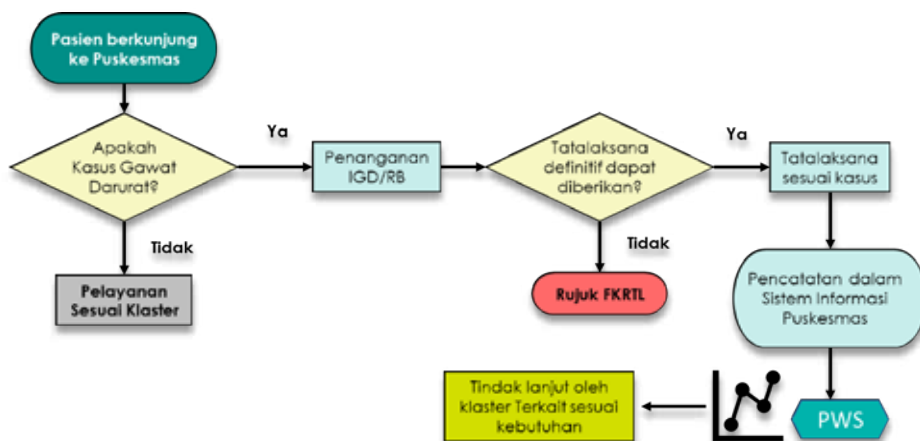 Pasien berkunjung
ke Puskesmas
Apakah
Kasus Gawat
Darurat?
Ya
Penanganan
IGD/RB
Tatalaksana
definitif dapat
diberikan?
Ya
Tatalaksana
sesuai kasus
Tidak
Pelayanan
Sesuai Klaster
Tidak
Rujuk FKRTL
Pencatatan dalam
Sistem Informasi
Puskesmas
Tindak lanjut oleh
klaster Terkait sesuai
kebutuhan
PWS